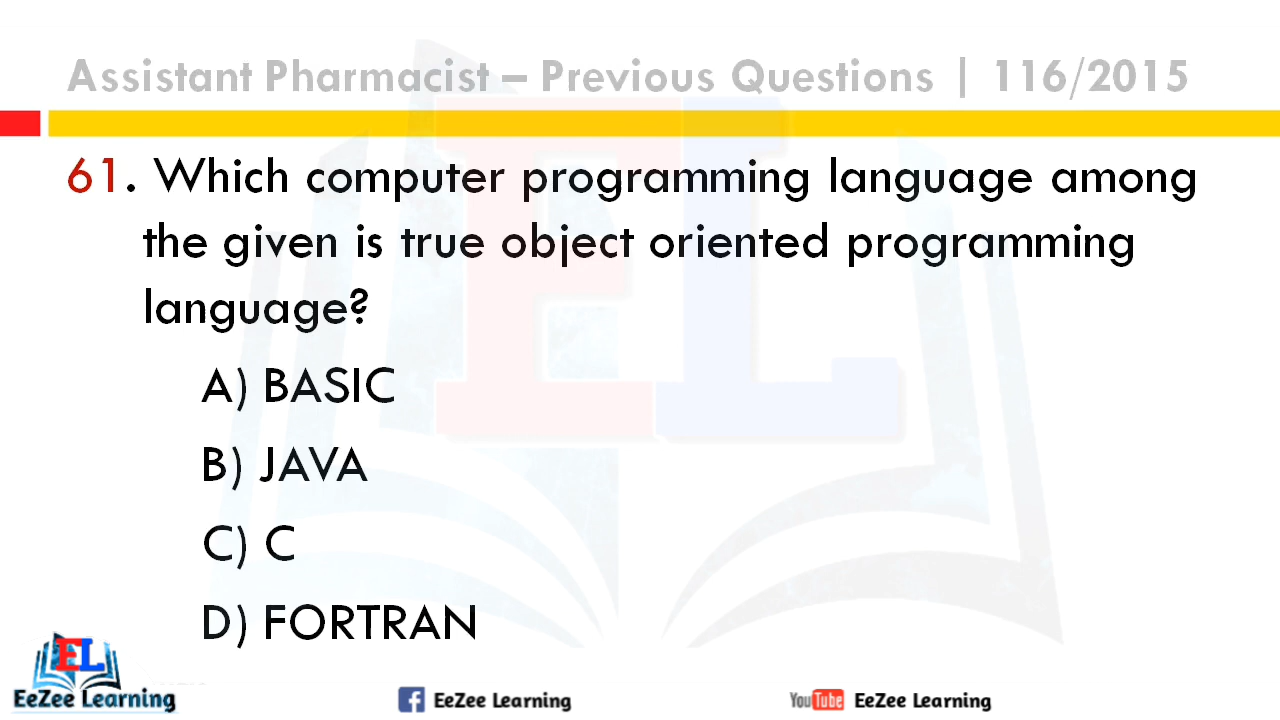 Assistant Pharmacist – Previous Questions | 116/2015
61. Which computer programming language among
the given is true object oriented programming
language?
A) BASIC
B) JAVA
C) C
D) FORTRAN
EL
EL
EeZee Learning
f EeZee Learning
YouTube EeZee Learning